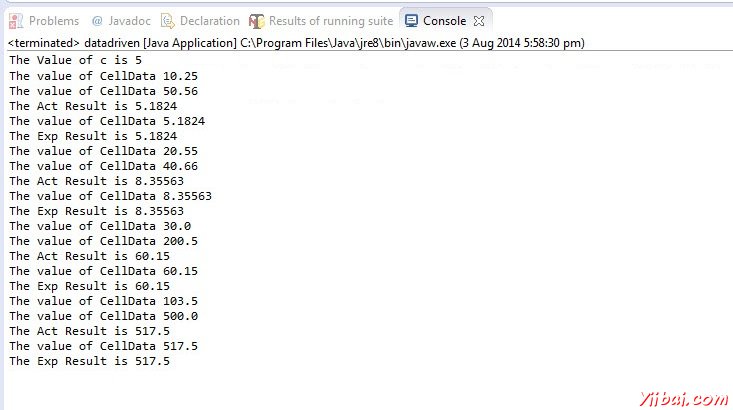 Problems @ Javadoc Declaration Results of running suite Console
<terminated> datadriven [Java Application] C:\Program Files\Java\jre8\bin\javaw.exe (3 Aug 2014 5:58:30 pm)
The Value of c is 5
The value of CellData 10.25
The value of CellData 50.56
The Act Result is 5.1824
The value of CellData 5.1824
The Exp Result is 5.1824
The value of CellData 20.55
The value of CellData 40.66
The Act Result is 8.35563
The value of CellData 8.35563
The Exp Result is 8.35563
The value of CellData 30.0
The value of CellData 200.5
The Act Result is 60.15
The value of CellData 60.15
The Exp Result is 60.15
The value of CellData 103.5
The value of CellData 500.0
The Act Result is 517.5
The value of CellData 517.5
The Exp Result is 517.5
Yiibai.com